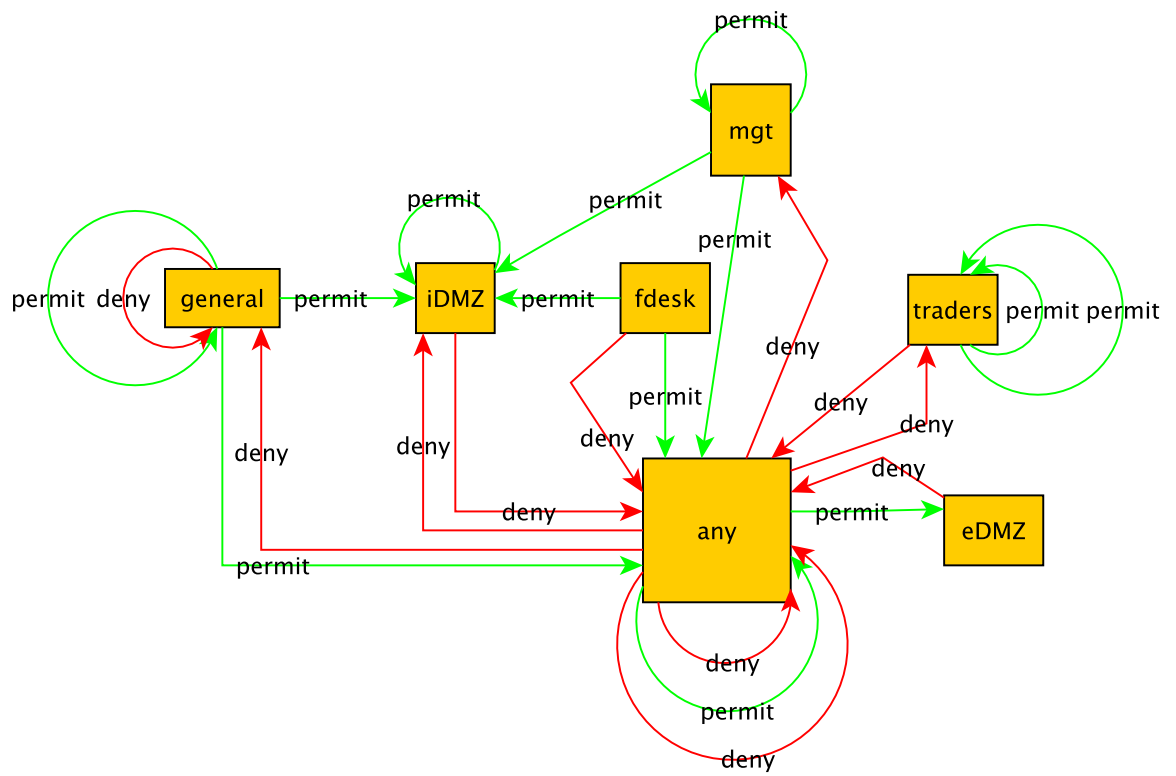 permit
mgt
permit
permit
permit
permit
deny
general
permit
iDMZ
permit
fdesk
traders
permit
permit
deny
permit
deny
deny
deny
deny
deny
deny
permit
deny
any
eDMZ
permit
deny
permit
deny